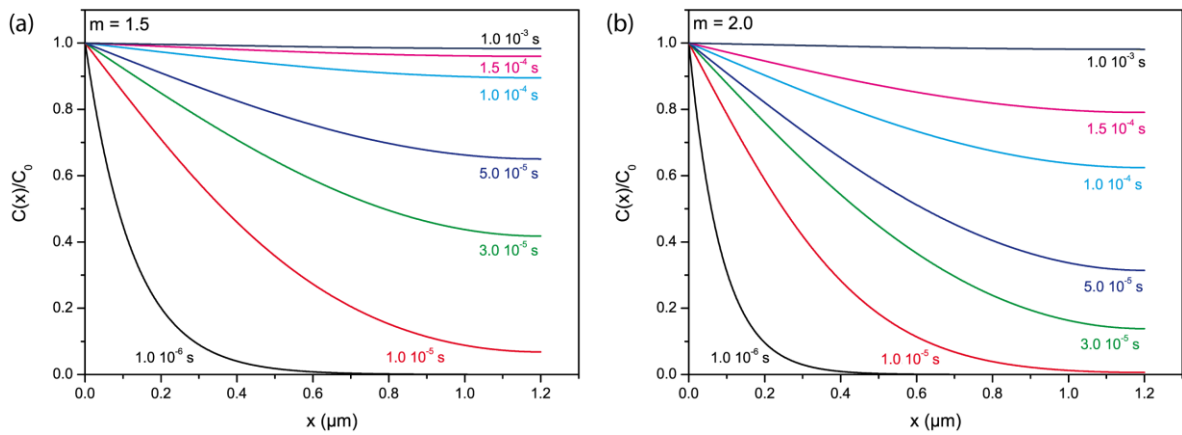 (a)
m = 1.5
1.0 10⁻³ s
1.5 10⁻⁴ s
1.0 10⁻⁴ s
5.0 10⁻⁵ s
3.0 10⁻⁵ s
1.0 10⁻⁶ s
1.0 10⁻⁵ s
C(x)/C₀
1.0
0.8
0.6
0.4
0.2
0.0
0.0 0.2 0.4 0.6 0.8 1.0 1.2
x (µm)
(b)
m = 2.0
1.0 10⁻³ s
1.5 10⁻⁴ s
1.0 10⁻⁴ s
5.0 10⁻⁵ s
3.0 10⁻⁵ s
1.0 10⁻⁶ s
1.0 10⁻⁵ s
C(x)/C₀
1.0
0.8
0.6
0.4
0.2
0.0
0.0 0.2 0.4 0.6 0.8 1.0 1.2
x (µm)